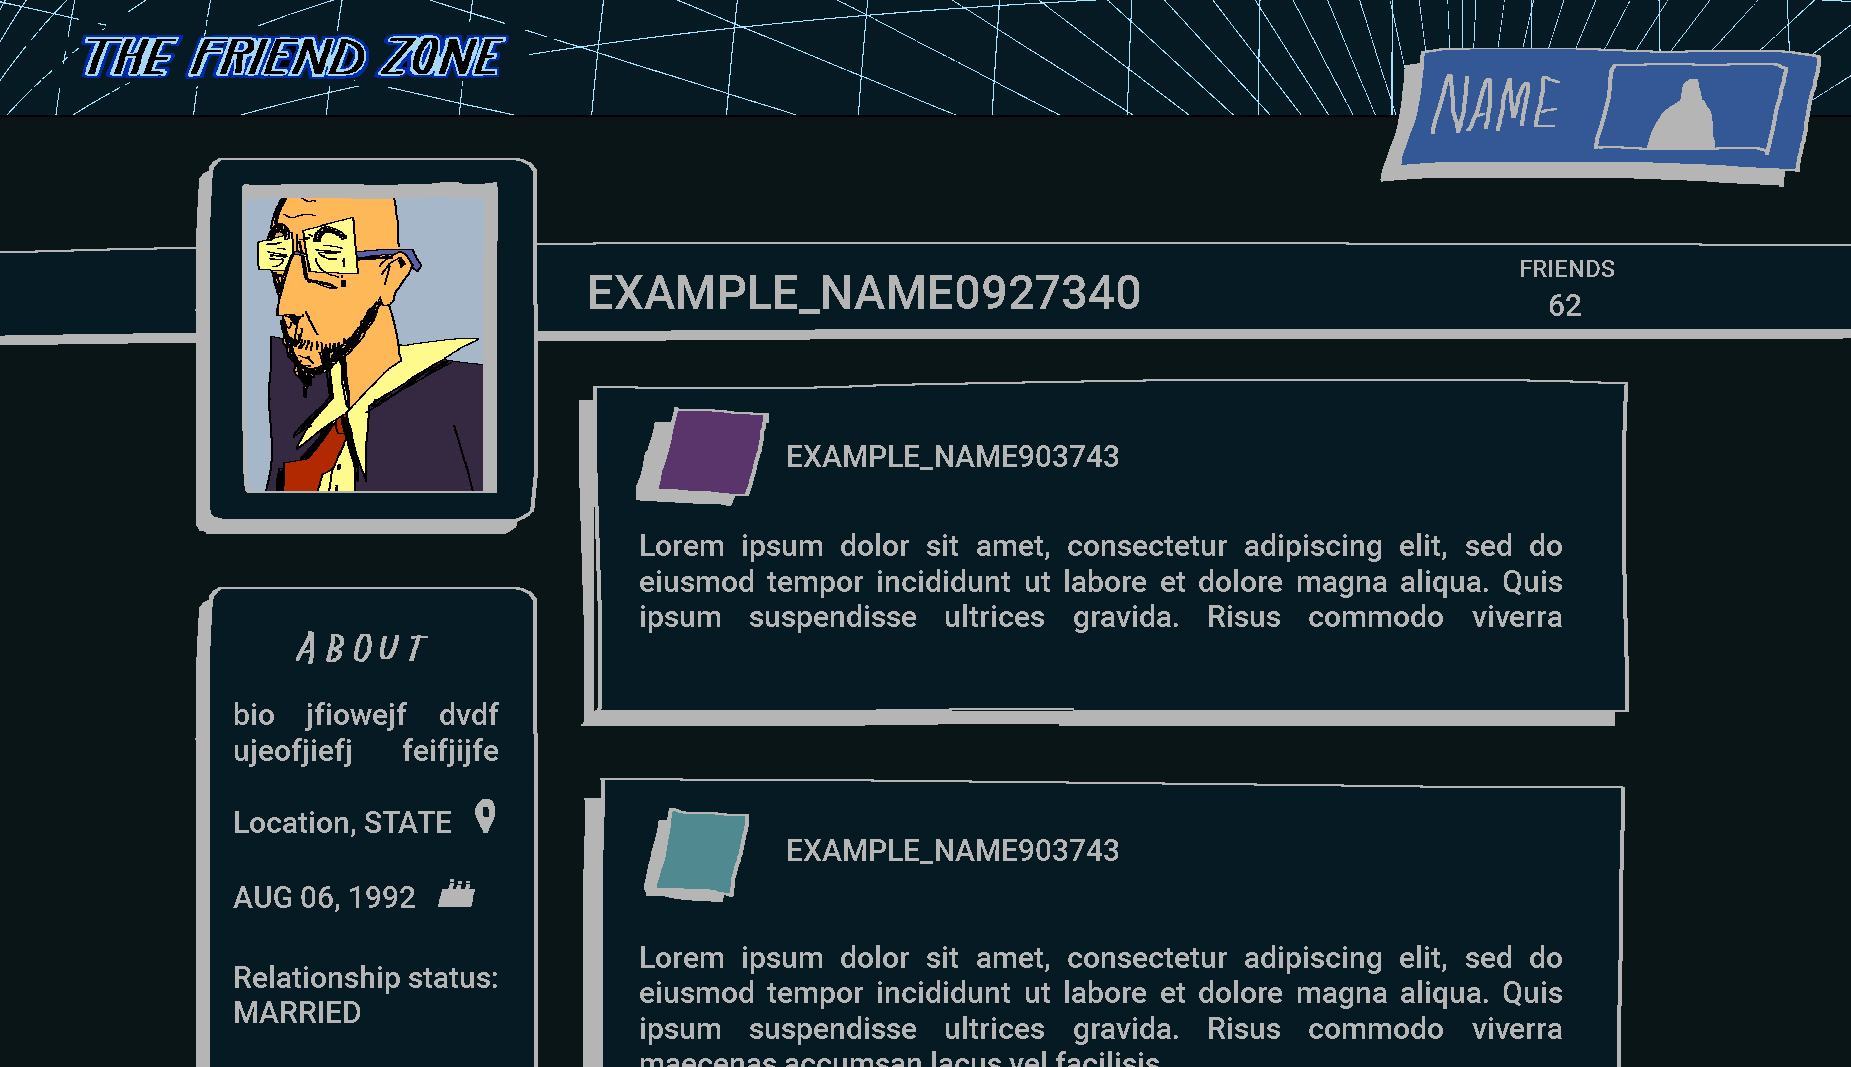 THE FRIEND ZONE
NAME
EXAMPLE_NAME0927340
FRIENDS
62
EXAMPLE_NAME903743
Lorem ipsum dolor sit amet, consectetur adipiscing elit, sed do
eiusmod tempor incididunt ut labore et dolore magna aliqua. Quis
ipsum suspendisse ultrices gravida. Risus commodo viverra
ABOUT
bio jfiowejf dvdf
ujeofjiefj feifjijfe
Location, STATE
AUG 06, 1992
Relationship status:
MARRIED
EXAMPLE_NAME903743
Lorem ipsum dolor sit amet, consectetur adipiscing elit, sed do
eiusmod tempor incididunt ut labore et dolore magna aliqua. Quis
ipsum suspendisse ultrices gravida. Risus commodo viverra
maecenas accumsan lacus vel facilisis.